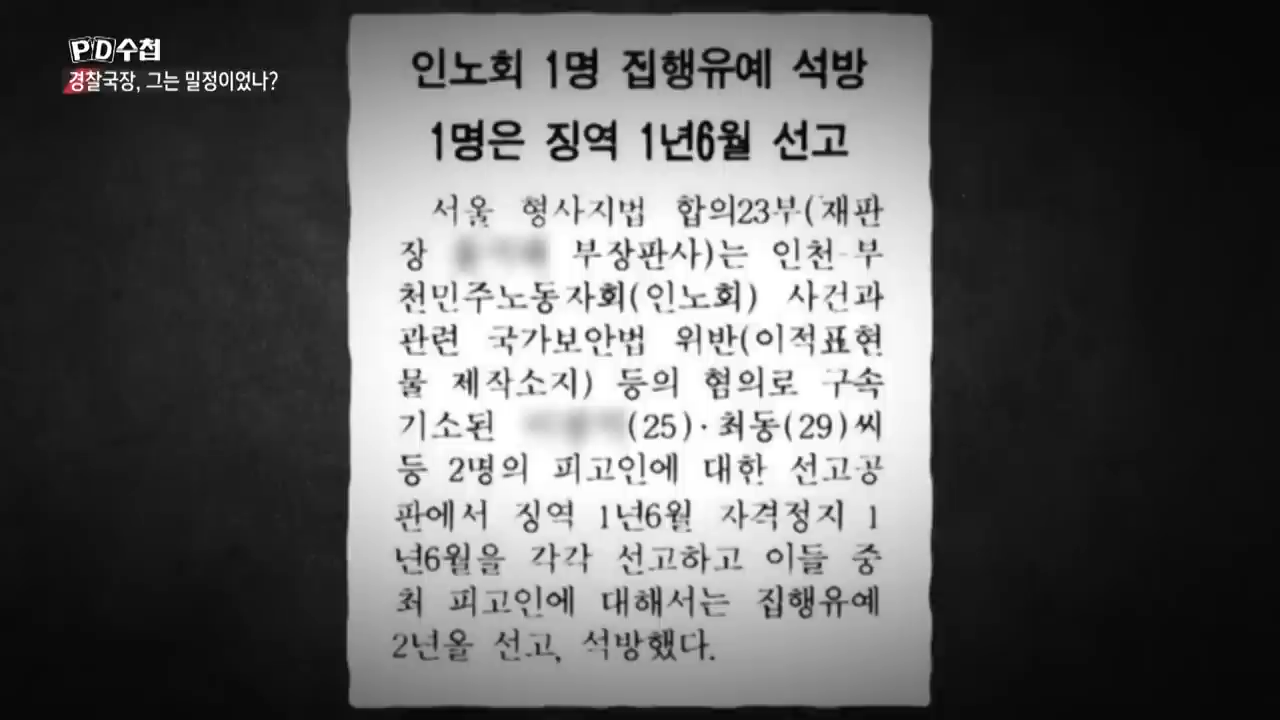 PD수첩
경찰국장, 그는 밀정이었나?
인노회 1명 집행유예 석방
1명은 징역 1년6월 선고
서울 형사지법 합의23부(재판
장 부장판사)는 인천·부
천민주노동자회(인노회) 사건과
관련 국가보안법 위반(이적표현
물 제작소지) 등의 혐의로 구속
기소된 (25)·최동(29)씨
등 2명의 피고인에 대한 선고공
판에서 징역 1년6월 자격정지 1
년6월을 각각 선고하고 이들 중
최 피고인에 대해서는 집행유예
2년을 선고, 석방했다.